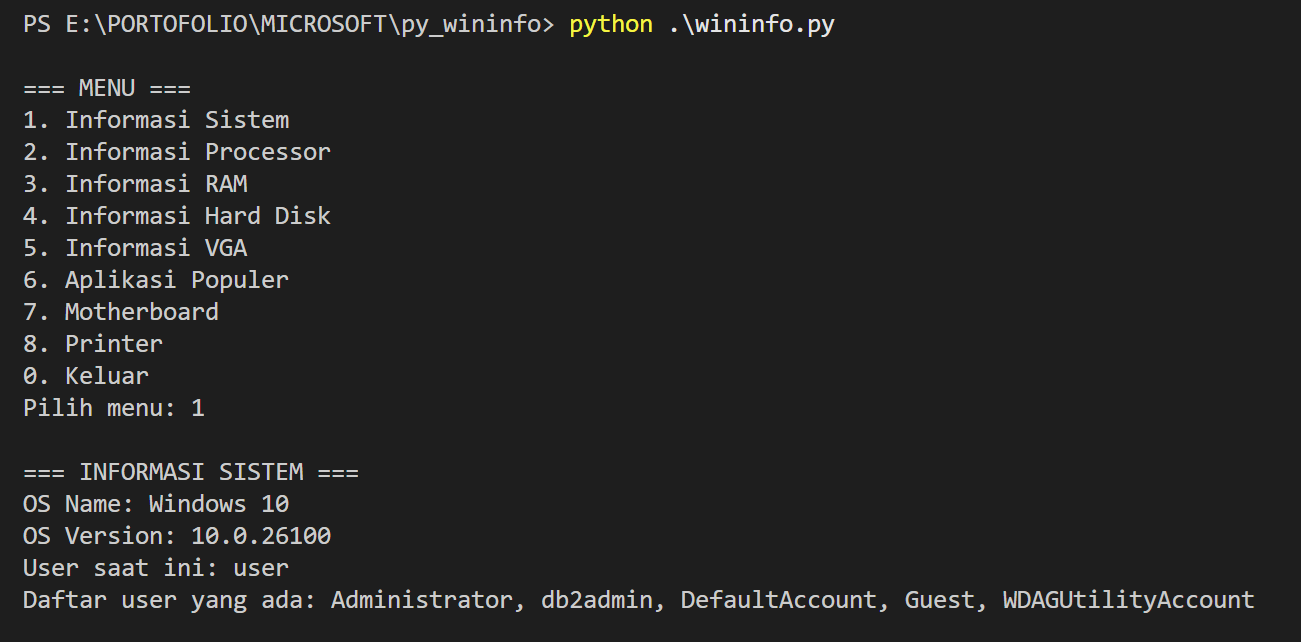 PS E:\PORTOFOLIO\MICROSOFT\py_wininfo> python .\wininfo.py
=== MENU ===
1. Informasi Sistem
2. Informasi Processor
3. Informasi RAM
4. Informasi Hard Disk
5. Informasi VGA
6. Aplikasi Populer
7. Motherboard
8. Printer
0. Keluar
Pilih menu: 1
=== INFORMASI SISTEM ===
OS Name: Windows 10
OS Version: 10.0.26100
User saat ini: user
Daftar user yang ada: Administrator, db2admin, DefaultAccount, Guest, WDAGUtilityAccount